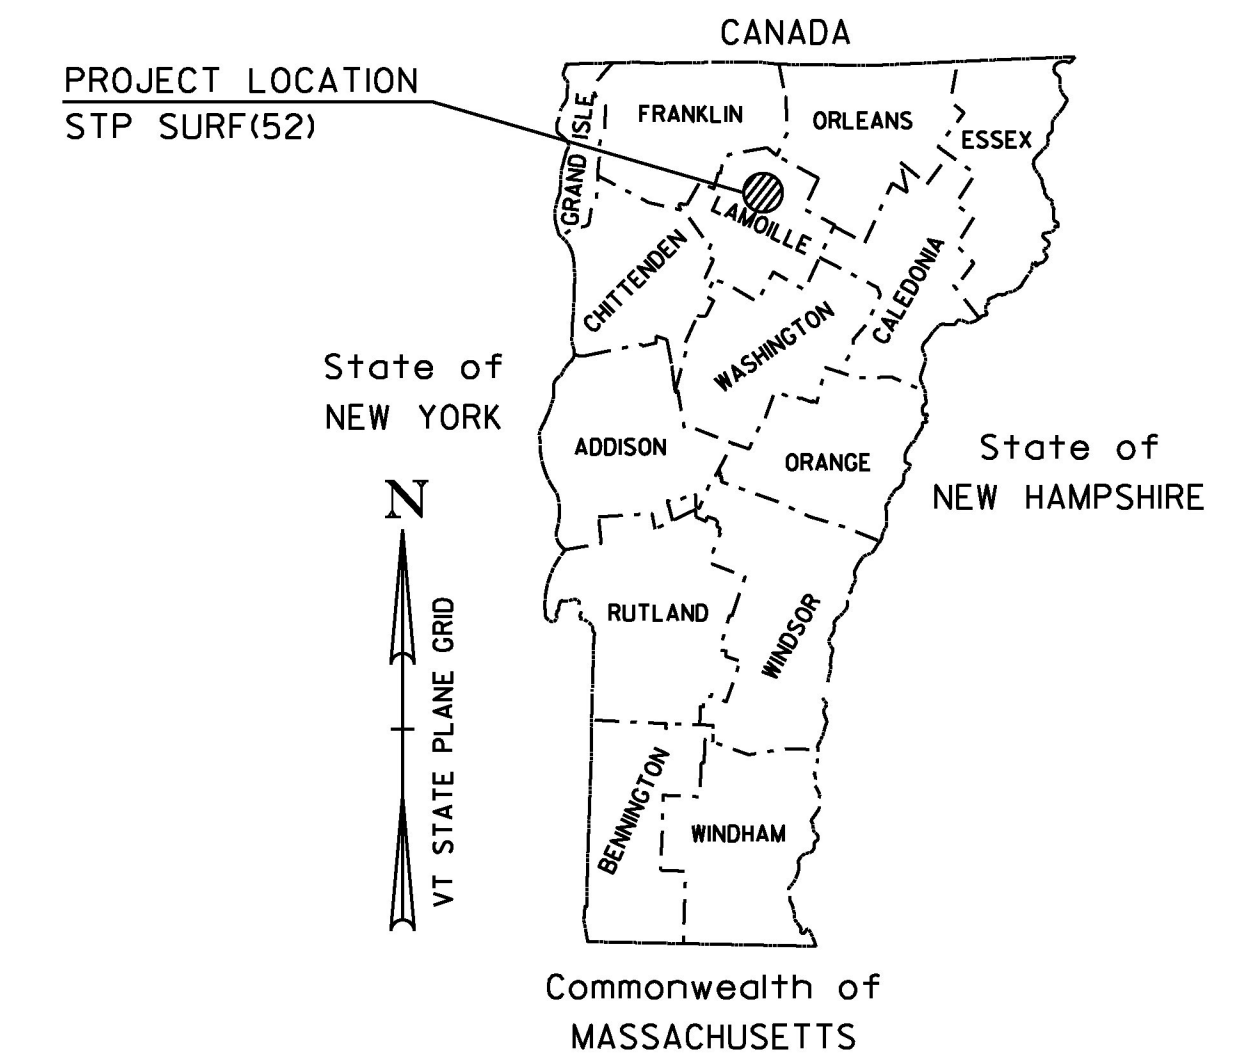 CANADA
PROJECT LOCATION
STP SURF(52)
GRAND ISLE
FRANKLIN
ORLEANS
ESSEX
LAMOILLE
CHITTENDEN
CALEDONIA
WASHINGTON
State of
NEW YORK
ADDISON
ORANGE
State of
NEW HAMPSHIRE
N
VT STATE PLANE GRID
RUTLAND
WINDSOR
BENNINGTON
WINDHAM
Commonwealth of
MASSACHUSETTS